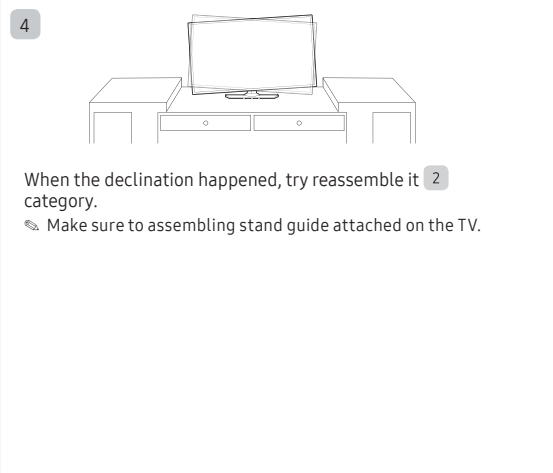 4
When the declination happened, try reassemble it 2
category.
✎ Make sure to assembling stand guide attached on the TV.